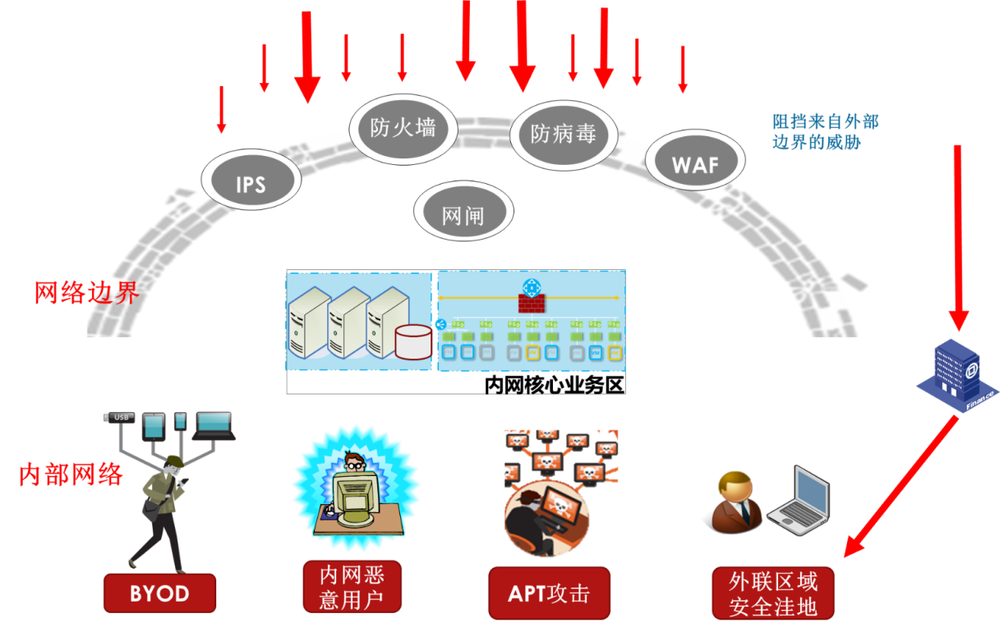 防火墙
防病毒
阻挡来自外部
边界的威胁
IPS
WAF
网闸
网络边界
内网核心业务区
Finance
USB
内部网络
BYOD
内网恶
意用户
APT攻击
外联区域
安全洼地